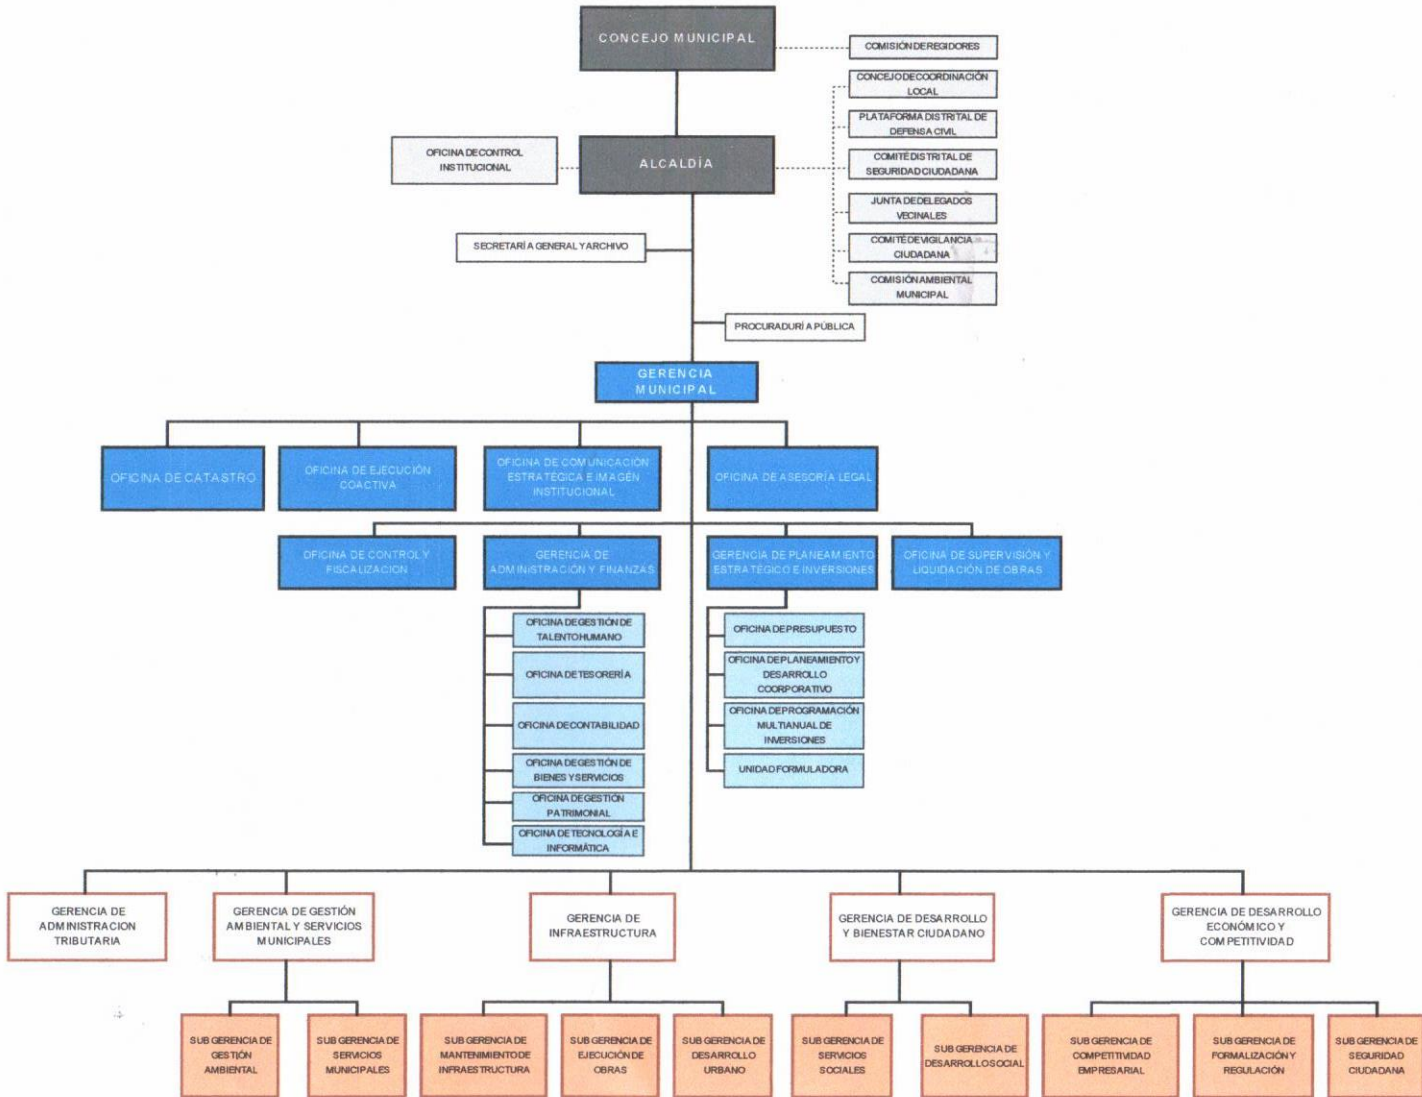 CONCEJO MUNICIPAL
COMISIÓN DE REGIDORES
CONCEJO DE COORDINACIÓN
LOCAL
PLATAFORMA DISTRITAL DE
DEFENSA CIVIL
OFICINA DE CONTROL
INSTITUCIONAL
ALCALDÍA
COMITÉ DISTRITAL DE
SEGURIDAD CIUDADANA
JUNTA DE DELEGADOS
VECINALES
SECRETARÍA GENERAL Y ARCHIVO
COMITÉ DE VIGILANCIA
CIUDADANA
COMISIÓN AMBIENTAL
MUNICIPAL
PROCURADURÍA PÚBLICA
GERENCIA
MUNICIPAL
OFICINA DE CATASTRO
OFICINA DE EJECUCIÓN
COACTIVA
OFICINA DE COMUNICACIÓN
ESTRATÉGICA E IMAGÉN
INSTITUCIONAL
OFICINA DE ASESORÍA LEGAL
OFICINA DE CONTROL Y
FISCALIZACION
GERENCIA DE
ADMINISTRACIÓN Y FINANZAS
GERENCIA DE PLANEAMIENTO
ESTRATÉGICO E INVERSIONES
OFICINA DE SUPERVISIÓN Y
LIQUIDACIÓN DE OBRAS
OFICINA DE GESTIÓN DE
TALENTO HUMANO
OFICINA DE TESORERÍA
OFICINA DE CONTABILIDAD
OFICINA DE GESTIÓN DE
BIENES Y SERVICIOS
OFICINA DE GESTIÓN
PATRIMONIAL
OFICINA DE TECNOLOGÍA E
INFORMÁTICA
OFICINA DE PRESUPUESTO
OFICINA DE PLANEAMIENTO Y
DESARROLLO
COORPORATIVO
OFICINA DE PROGRAMACIÓN
MULTIANUAL DE
INVERSIONES
UNIDAD FORMULADORA
GERENCIA DE
ADMINISTRACION
TRIBUTARIA
GERENCIA DE GESTIÓN
AMBIENTAL Y SERVICIOS
MUNICIPALES
GERENCIA DE
INFRAESTRUCTURA
GERENCIA DE DESARROLLO
Y BIENESTAR CIUDADANO
GERENCIA DE DESARROLLO
ECONÓMICO Y
COMPETITIVIDAD
SUB GERENCIA DE
GESTIÓN
AMBIENTAL
SUB GERENCIA DE
SERVICIOS
MUNICIPALES
SUB GERENCIA DE
MANTENIMIENTO DE
INFRAESTRUCTURA
SUB GERENCIA DE
EJECUCIÓN DE
OBRAS
SUB GERENCIA DE
DESARROLLO
URBANO
SUB GERENCIA DE
SERVICIOS
SOCIALES
SUB GERENCIA DE
DESARROLLO SOCIAL
SUB GERENCIA DE
COMPETITIVIDAD
EMPRESARIAL
SUB GERENCIA DE
FORMALIZACIÓN Y
REGULACIÓN
SUB GERENCIA DE
SEGURIDAD
CIUDADANA